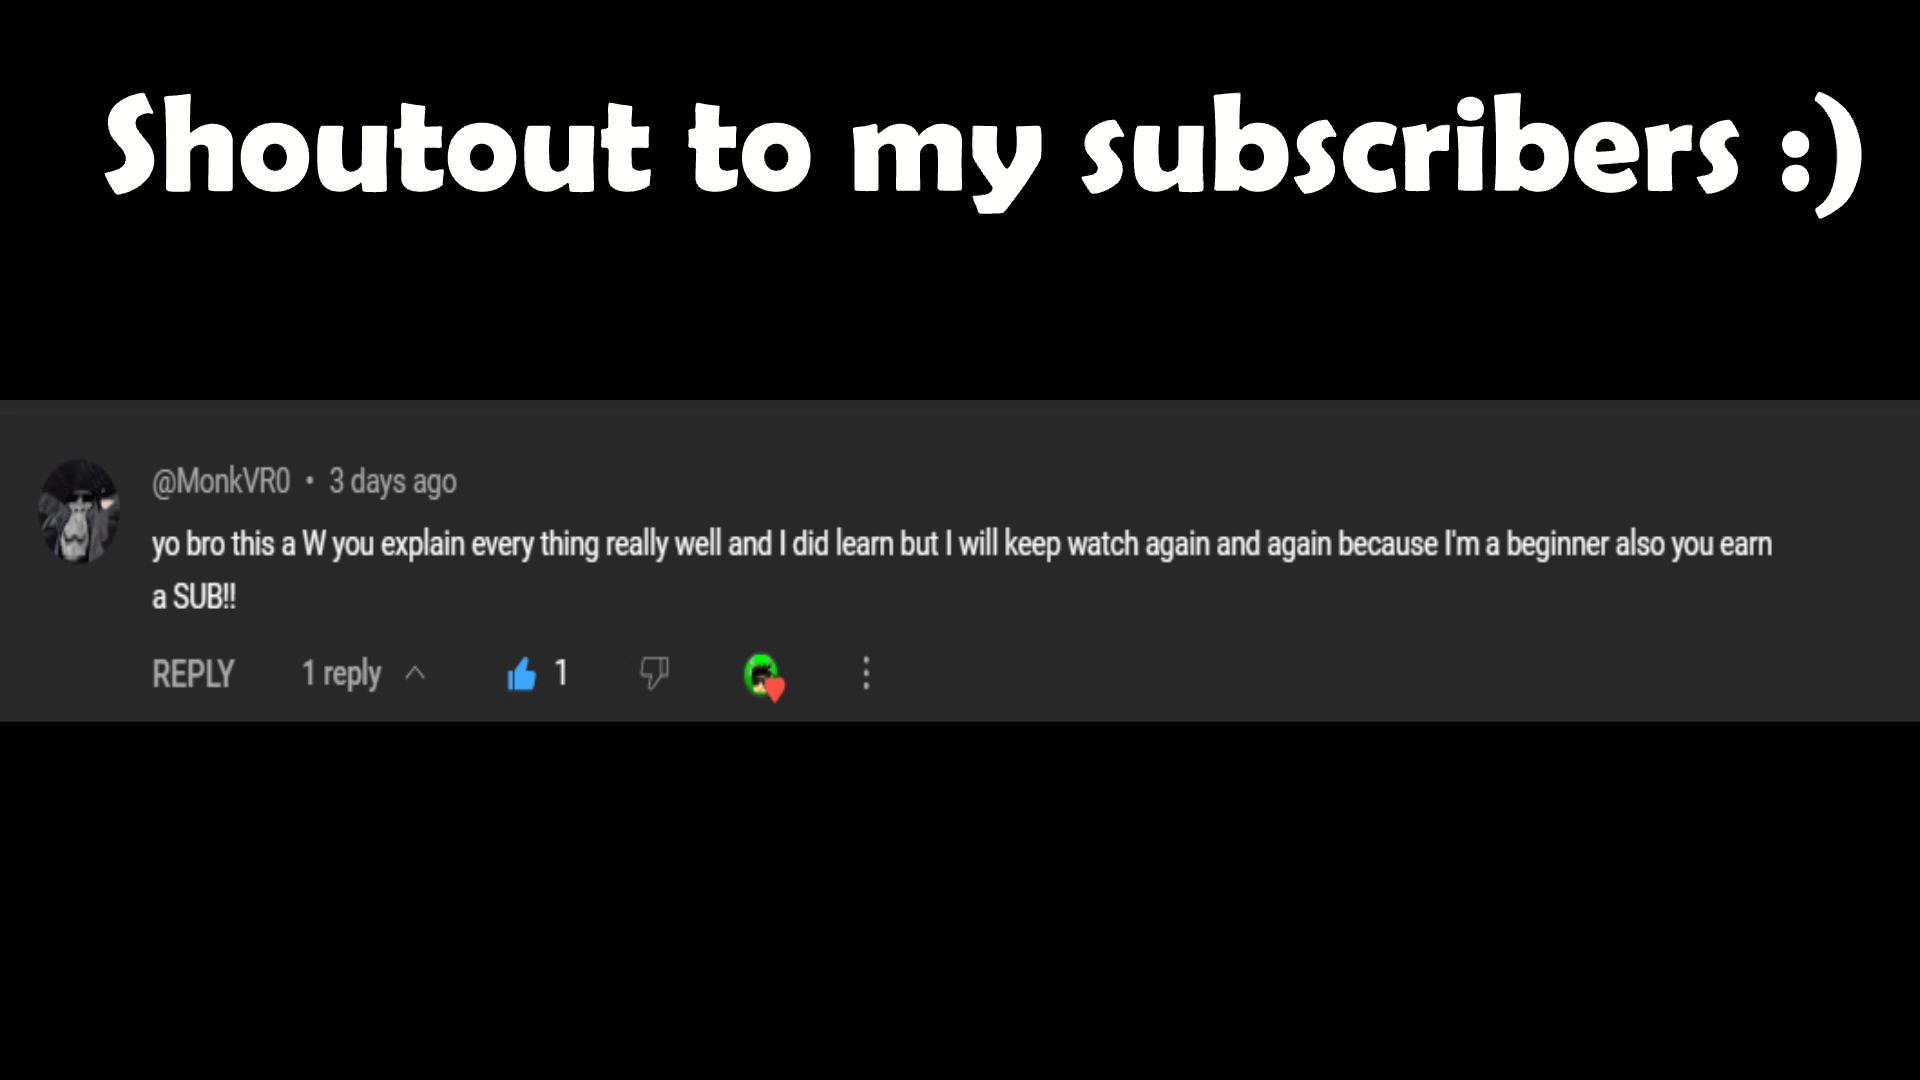 Shoutout to my subscribers :)
@MonkVR0 • 3 days ago
yo bro this a W you explain every thing really well and I did learn but I will keep watch again and again because I'm a beginner also you earn
a SUB!!
REPLY 1 reply 1